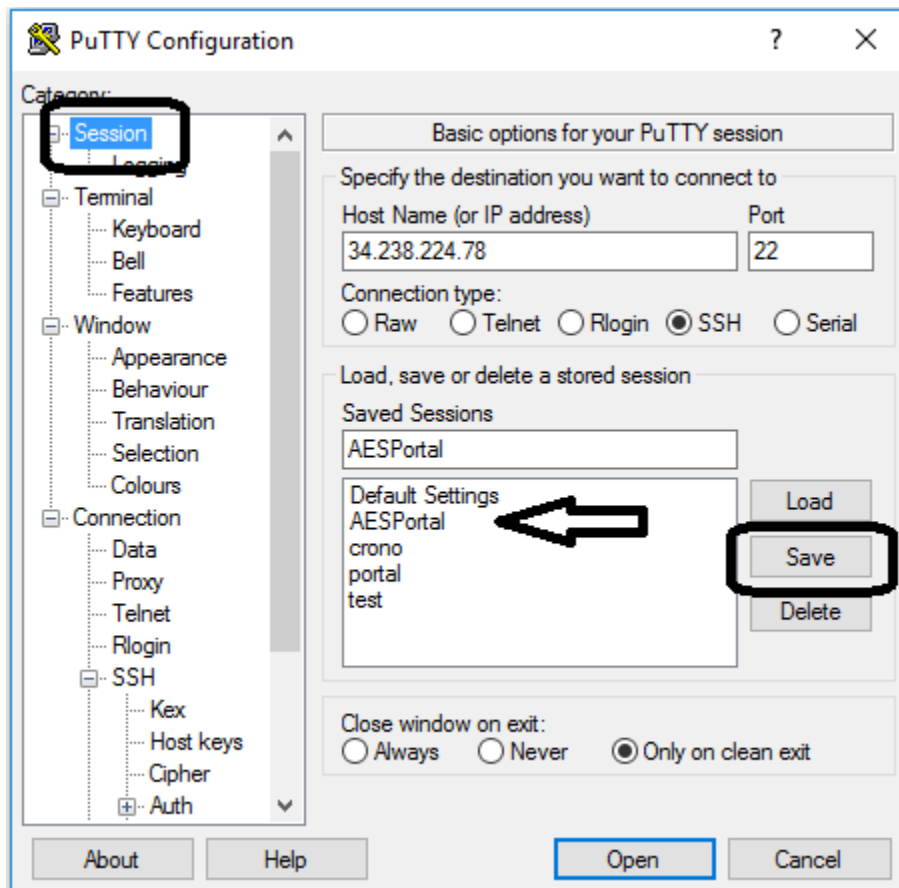 PuTTY Configuration
?
Category:
Session
Logging
Terminal
Keyboard
Bell
Features
Window
Appearance
Behaviour
Translation
Selection
Colours
Connection
Data
Proxy
Telnet
Rlogin
SSH
Kex
Host keys
Cipher
Auth
Basic options for your PuTTY session
Specify the destination you want to connect to
Host Name (or IP address) Port
34.238.224.78 22
Connection type:
Raw Telnet Rlogin SSH Serial
Load, save or delete a stored session
Saved Sessions
AESPortal
Default Settings
AESPortal
crono
portal
test
Load
Save
Delete
Close window on exit:
Always Never Only on clean exit
About Help Open Cancel